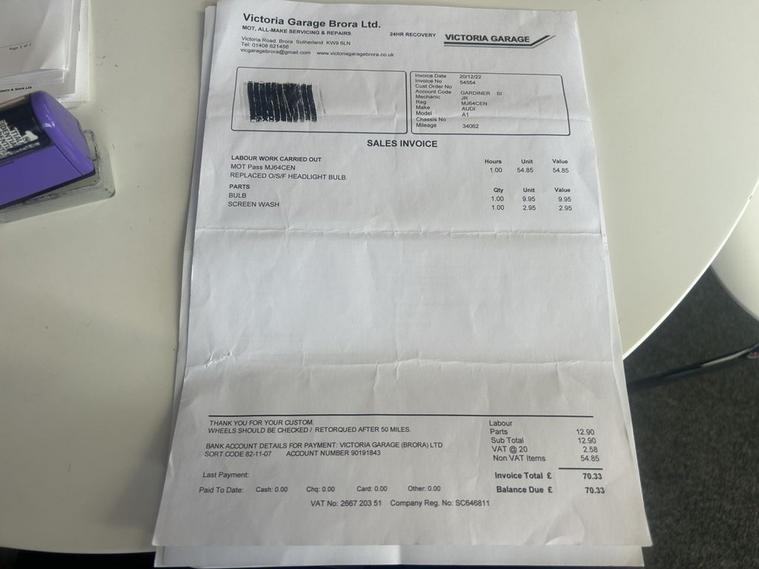 Victoria Garage Brora Ltd.
MOT, ALL-MAKE SERVICING & REPAIRS
24HR RECOVERY
VICTORIA GARAGE
Victoria Road Brora Sutherland KW9 6LN
Tel: 01408 621456
vicgaragebrora@gmail.com www.victoriagaragebrora.co.uk
Invoice Date 20/12/22
Invoice No 54554
Cust Order No
Account Code GARDINER SI
Mechanic JR
Reg MJ64CEN
Make AUDI
Model A1
Chassis No
Mileage 34062
SALES INVOICE
LABOUR WORK CARRIED OUT Hours Unit Value
MOT Pass MJ64CEN 1.00 54.85 54.85
REPLACED O/S/F HEADLIGHT BULB.
PARTS Qty Unit Value
BULB 1.00 9.95 9.95
SCREEN WASH 1.00 2.95 2.95
THANK YOU FOR YOUR CUSTOM.
WHEELS SHOULD BE CHECKED / RETORQUED AFTER 50 MILES.
BANK ACCOUNT DETAILS FOR PAYMENT: VICTORIA GARAGE (BRORA) LTD
SORT CODE 82-11-07 ACCOUNT NUMBER 90191843
Labour
Parts 12.90
Sub Total 12.90
VAT @ 20 2.58
Non VAT Items 54.85
Last Payment:
Invoice Total £ 70.33
Paid To Date: Cash: 0.00 Chq: 0.00 Card: 0.00 Other: 0.00
Balance Due £ 70.33
VAT No: 2667 203 51 Company Reg. No: SC646811